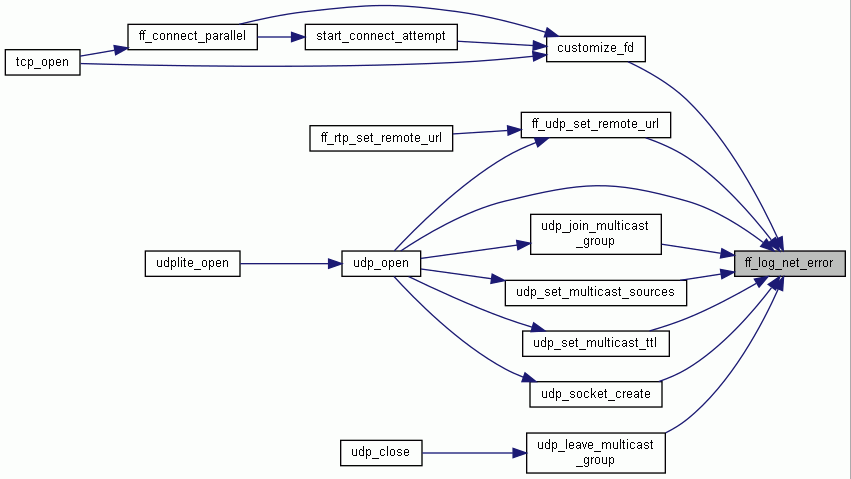 ff_connect_parallel
start_connect_attempt
customize_fd
tcp_open
ff_udp_set_remote_url
ff_rtp_set_remote_url
udp_join_multicast
_group
udplite_open
udp_open
ff_log_net_error
udp_set_multicast_sources
udp_set_multicast_ttl
udp_socket_create
udp_close
udp_leave_multicast
_group